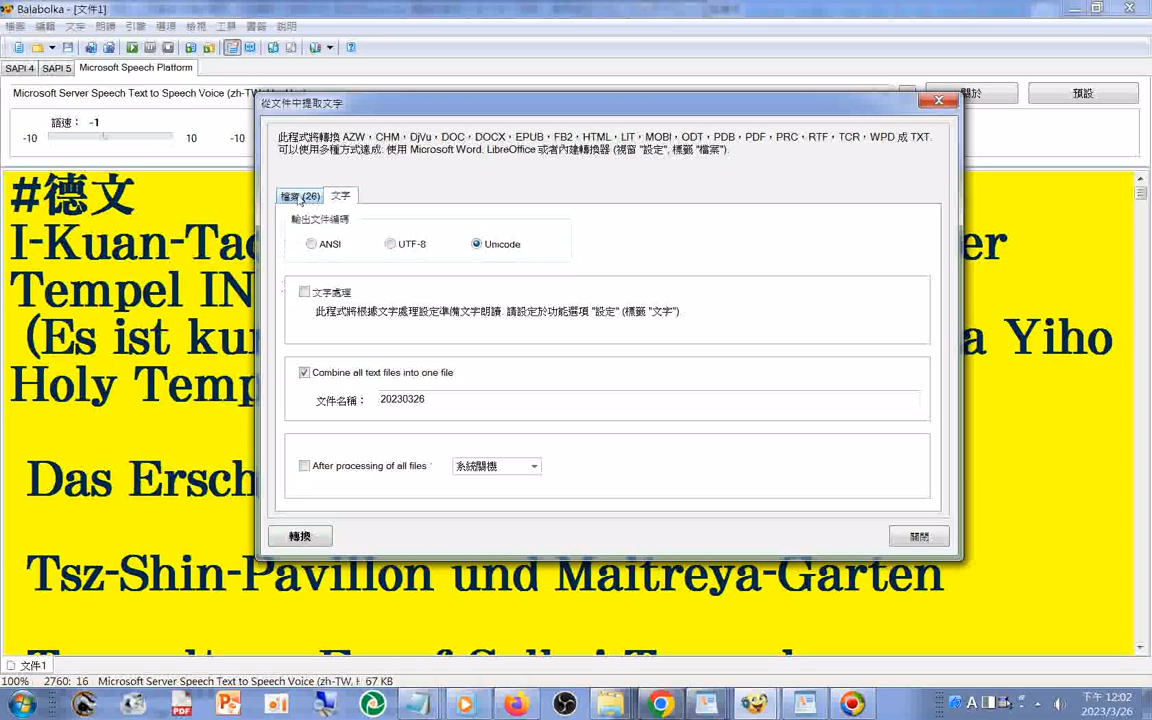 Balabolka - [文件1]
檔案 編輯 文字 朗讀 引擎 選項 檢視 工具 書籤 說明
SAPI 4 SAPI 5 Microsoft Speech Platform
Microsoft Server Speech Text to Speech Voice (zh-TW,
關於
預設
語速： -1
-10 10 -10
從文件中提取文字
此程式將轉換 AZW，CHM，DjVu，DOC，DOCX，EPUB，FB2，HTML，LIT，MOBI，ODT，PDB，PDF，PRC，RTF，TCR，WPD 成 TXT.
可以使用多種方式達成: 使用 Microsoft Word, LibreOffice 或者內建轉換器 (視窗 "設定", 標籤 "檔案").
檔案 (26) 文字
輸出文件編碼
ANSI UTF-8 Unicode
文字處理
此程式將根據文字處理設定準備文字朗讀. 請設定於功能選項 "設定" (標籤 "文字").
Combine all text files into one file
文件名稱： 20230326
After processing of all files 系統關機
轉換
關閉
#德文
I-Kuan-Tao er
Tempel IN
(Es ist a Yiho
Holy Temp
Das Ersch
Tsz-Shin-Pavillon und Maitreya-Garten
文件1
100% 2760: 16 Microsoft Server Speech Text to Speech Voice (zh-TW, 67 KB
下午 12:02
2023/3/26